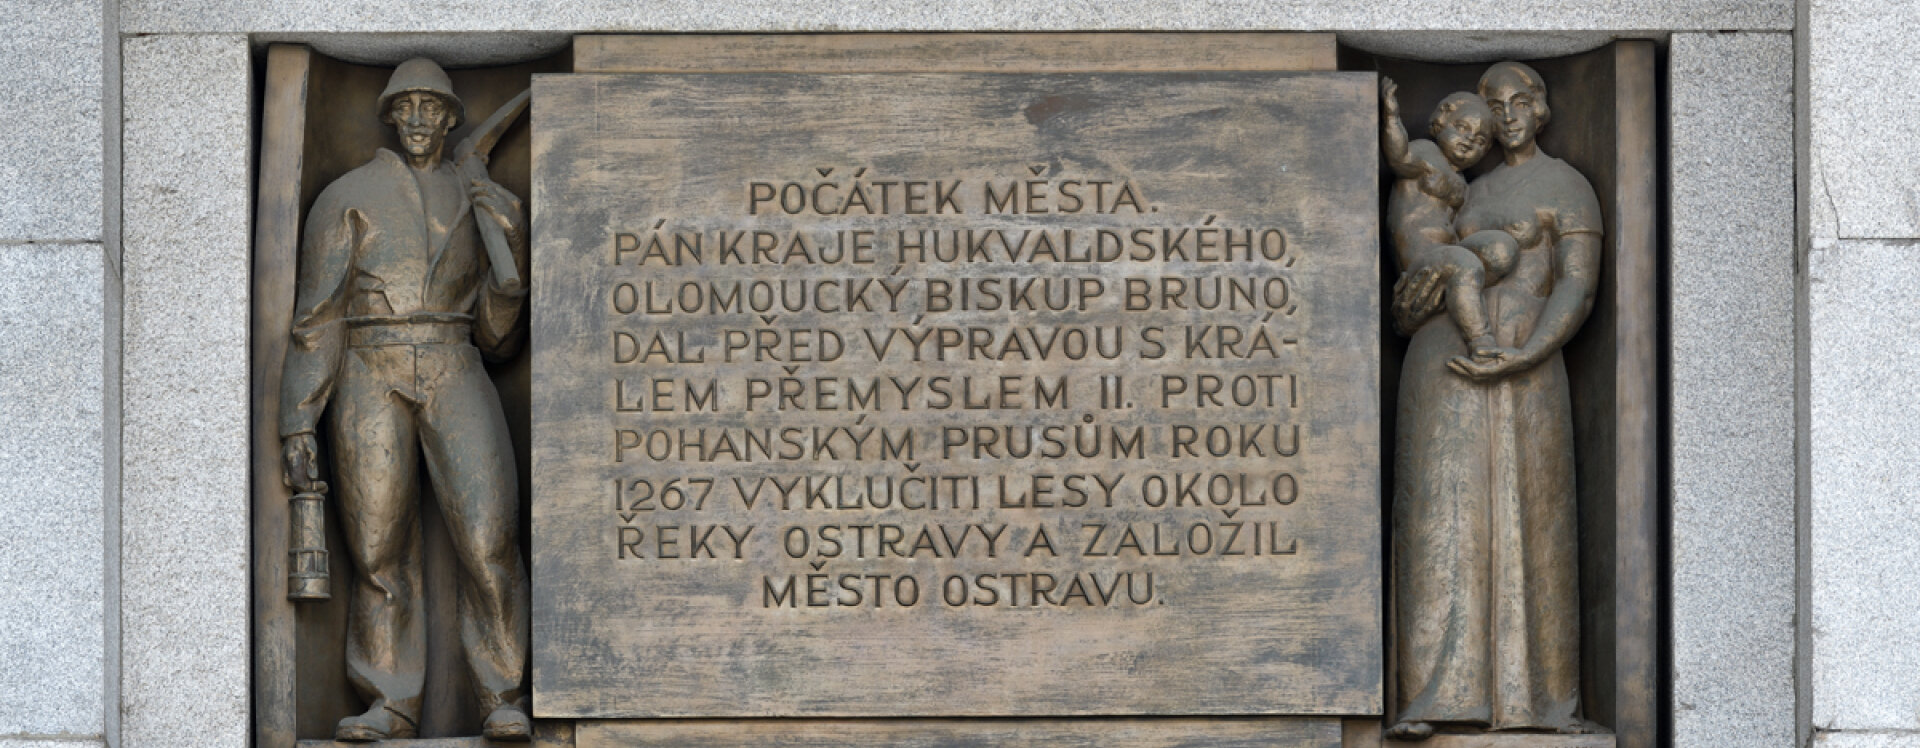 POČÁTEK MĚSTA.
PÁN KRAJE HUKVALDSKÉHO,
OLOMOUCKÝ BISKUP BRUNO,
DAL PŘED VÝPRAVOU S KRÁ-
LEM PŘEMYSLEM II. PROTI
POHANSKÝM PRUSŮM ROKU
1267 VYKLUČITI LESY OKOLO
ŘEKY OSTRAVY A ZALOŽIL
MĚSTO OSTRAVU.